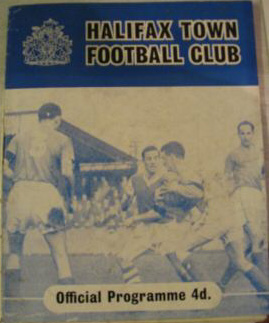 HALIFAX TOWN
FOOTBALL CLUB
Official Programme 4d.